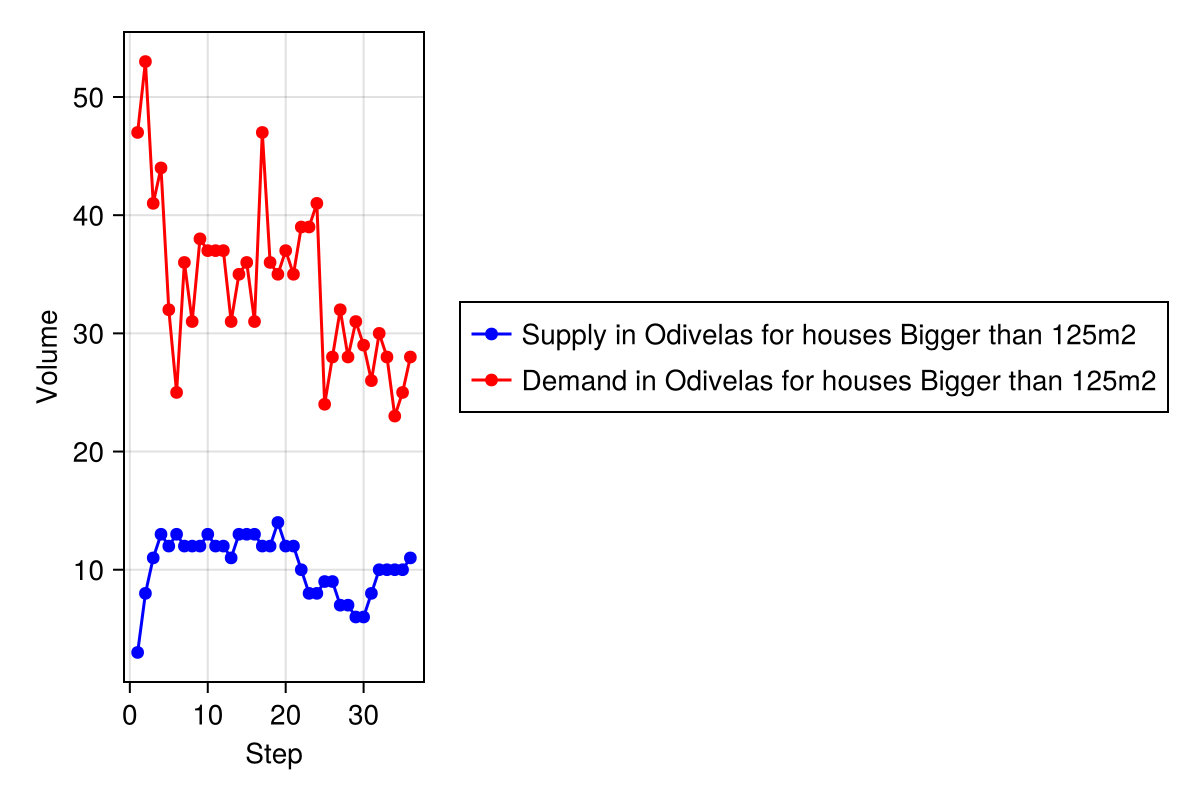 50
40
30
20
10
Volume
0 10 20 30
Step
Supply in Odivelas for houses Bigger than 125m2
Demand in Odivelas for houses Bigger than 125m2